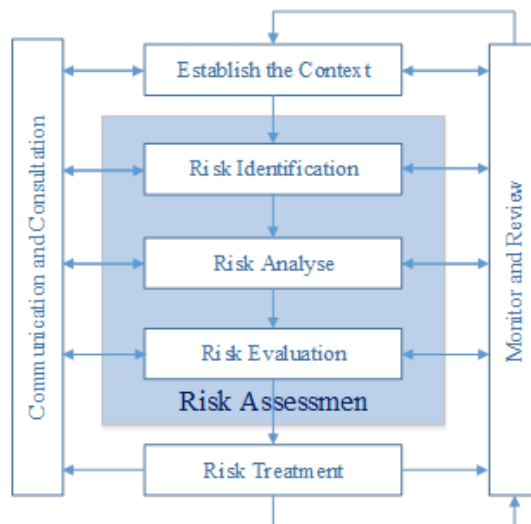 Establish the Context
Communication and Consultation
Risk Identification
Risk Analyse
Risk Evaluation
Risk Assessmen
Risk Treatment
Monitor and Review